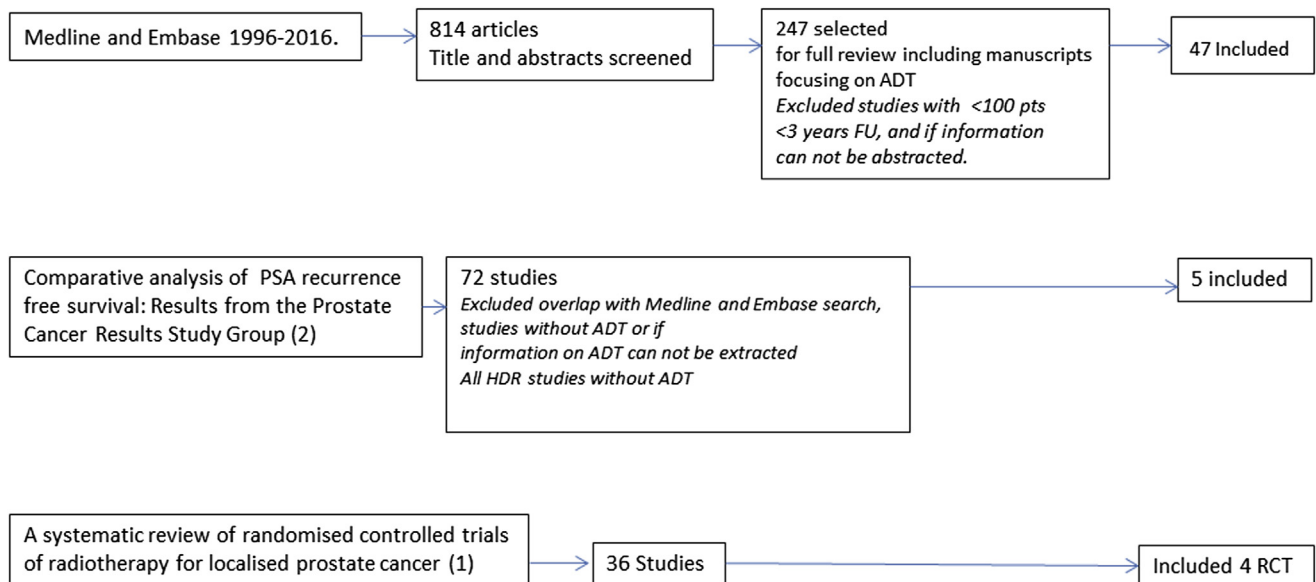 Medline and Embase 1996-2016.
814 articles
Title and abstracts screened
247 selected
for full review including manuscripts
focusing on ADT
Excluded studies with <100 pts
<3 years FU, and if information
can not be abstracted.
47 Included
Comparative analysis of PSA recurrence
free survival: Results from the Prostate
Cancer Results Study Group (2)
72 studies
Excluded overlap with Medline and Embase search,
studies without ADT or if
information on ADT can not be extracted
All HDR studies without ADT
5 included
A systematic review of randomised controlled trials
of radiotherapy for localised prostate cancer (1)
36 Studies
Included 4 RCT